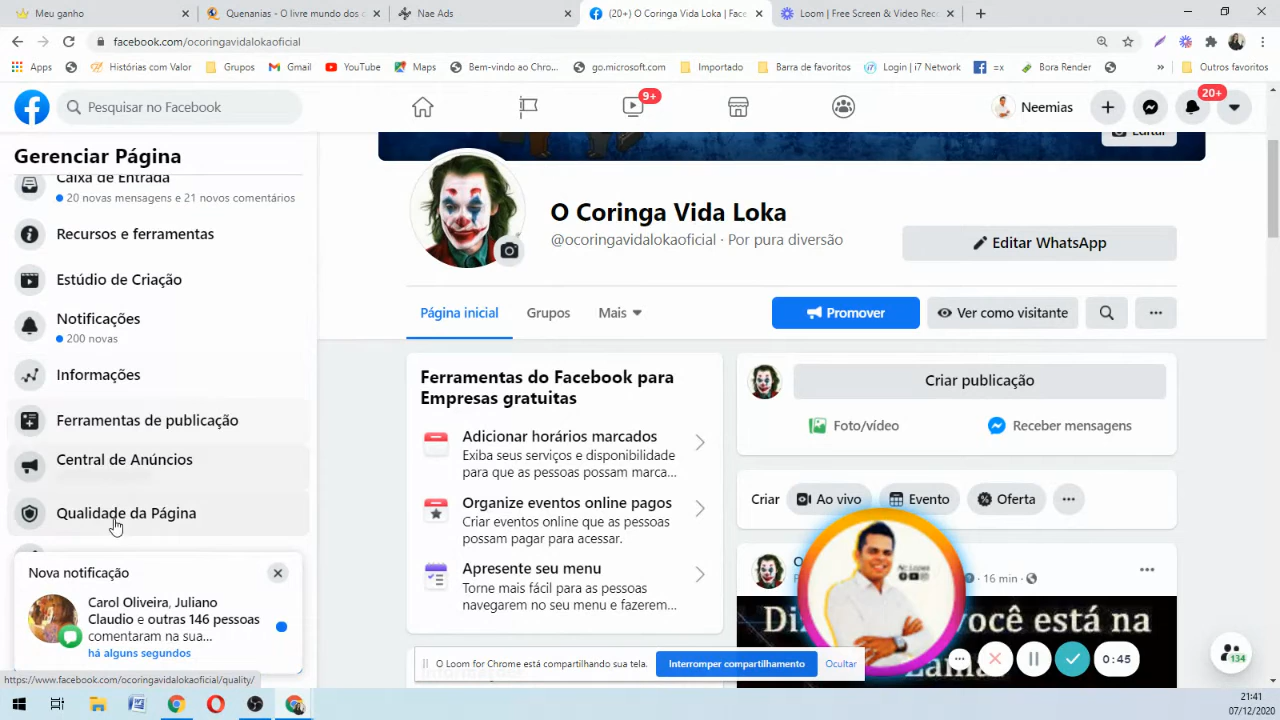 Quenanias - O livre mundo dos c
Nae Ads
(20+) O Coringa Vida Loka | Face
Loom | Free Screen & Video Rec
facebook.com/ocoringavidalokaoficial
Apps
Histórias com Valor
Grupos
Gmail
YouTube
Maps
Bem-vindo ao Chro...
go.microsoft.com
Importado
Barra de favoritos
Login | i7 Network
=x
Bora Render
»
Outros favoritos
Pesquisar no Facebook
9+
Neemias
20+
Gerenciar Página
Caixa de Entrada
20 novas mensagens e 21 novos comentários
Recursos e ferramentas
Estúdio de Criação
Notificações
200 novas
Informações
Ferramentas de publicação
Central de Anúncios
Qualidade da Página
Nova notificação
Carol Oliveira, Juliano
Claudio e outras 146 pessoas
comentaram na sua...
há alguns segundos
https://www.facebook.com/ocoringavidalokaoficial/quality/
Editar
O Coringa Vida Loka
@ocoringavidalokaoficial · Por pura diversão
Editar WhatsApp
Página inicial
Grupos
Mais
Promover
Ver como visitante
Ferramentas do Facebook para
Empresas gratuitas
Adicionar horários marcados
Exiba seus serviços e disponibilidade
para que as pessoas possam marca...
Organize eventos online pagos
Criar eventos online que as pessoas
possam pagar para acessar.
Apresente seu menu
Torne mais fácil para as pessoas
navegarem no seu menu e fazerem...
Criar publicação
Foto/vídeo
Receber mensagens
Criar
Ao vivo
Evento
Oferta
16 min ·
você está na
O Loom for Chrome está compartilhando sua tela.
Interromper compartilhamento
Ocultar
0:45
134
21:41
07/12/2020